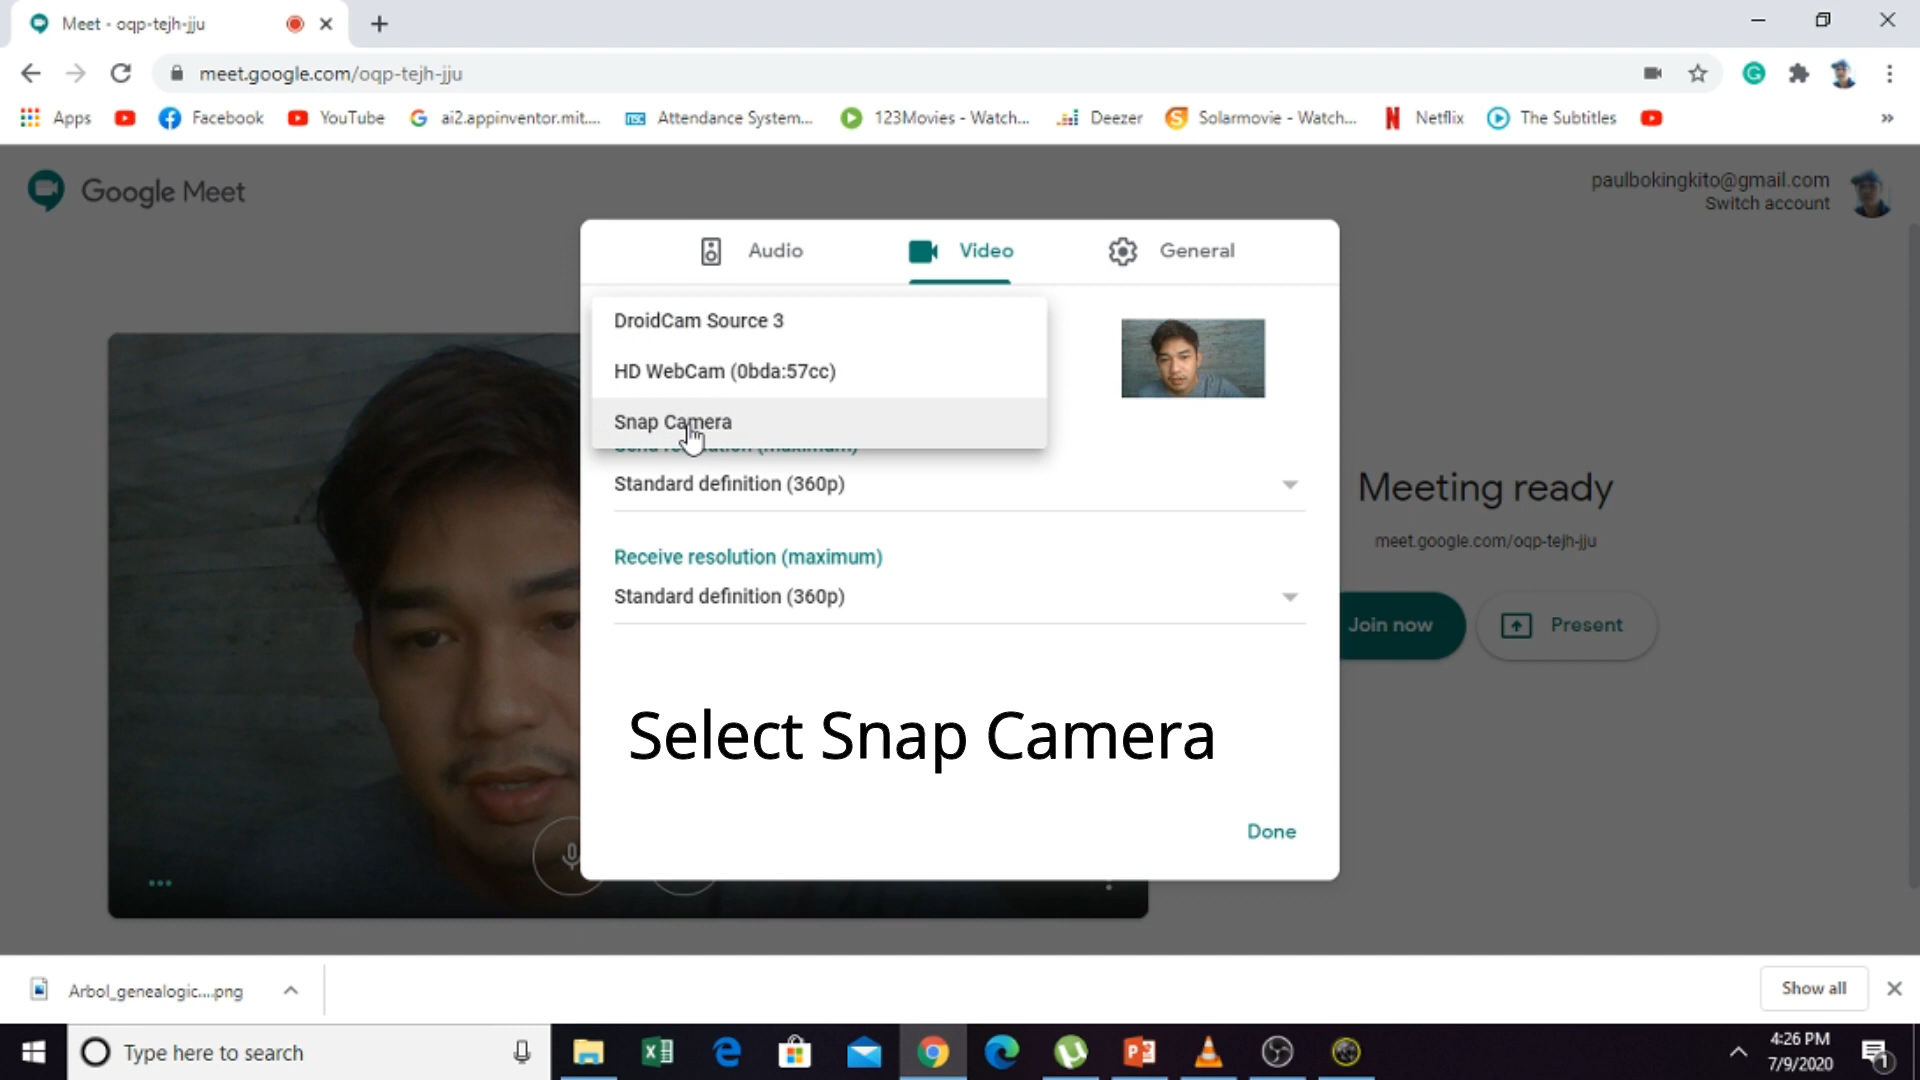 Meet - oqp-tejh-jju
meet.google.com/oqp-tejh-jju
Apps
Facebook
YouTube
ai2.appinventor.mit....
Attendance System...
123Movies - Watch...
Deezer
Solarmovie - Watch...
Netflix
The Subtitles
»
Google Meet
paulbokingkito@gmail.com
Switch account
Audio
Video
General
DroidCam Source 3
HD WebCam (0bda:57cc)
Snap Camera
Standard definition (360p)
Receive resolution (maximum)
Standard definition (360p)
Meeting ready
meet.google.com/oqp-tejh-jju
Join now
Present
Select Snap Camera
Done
Arbol_genealogic....png
Show all
Type here to search
4:26 PM
7/9/2020
1